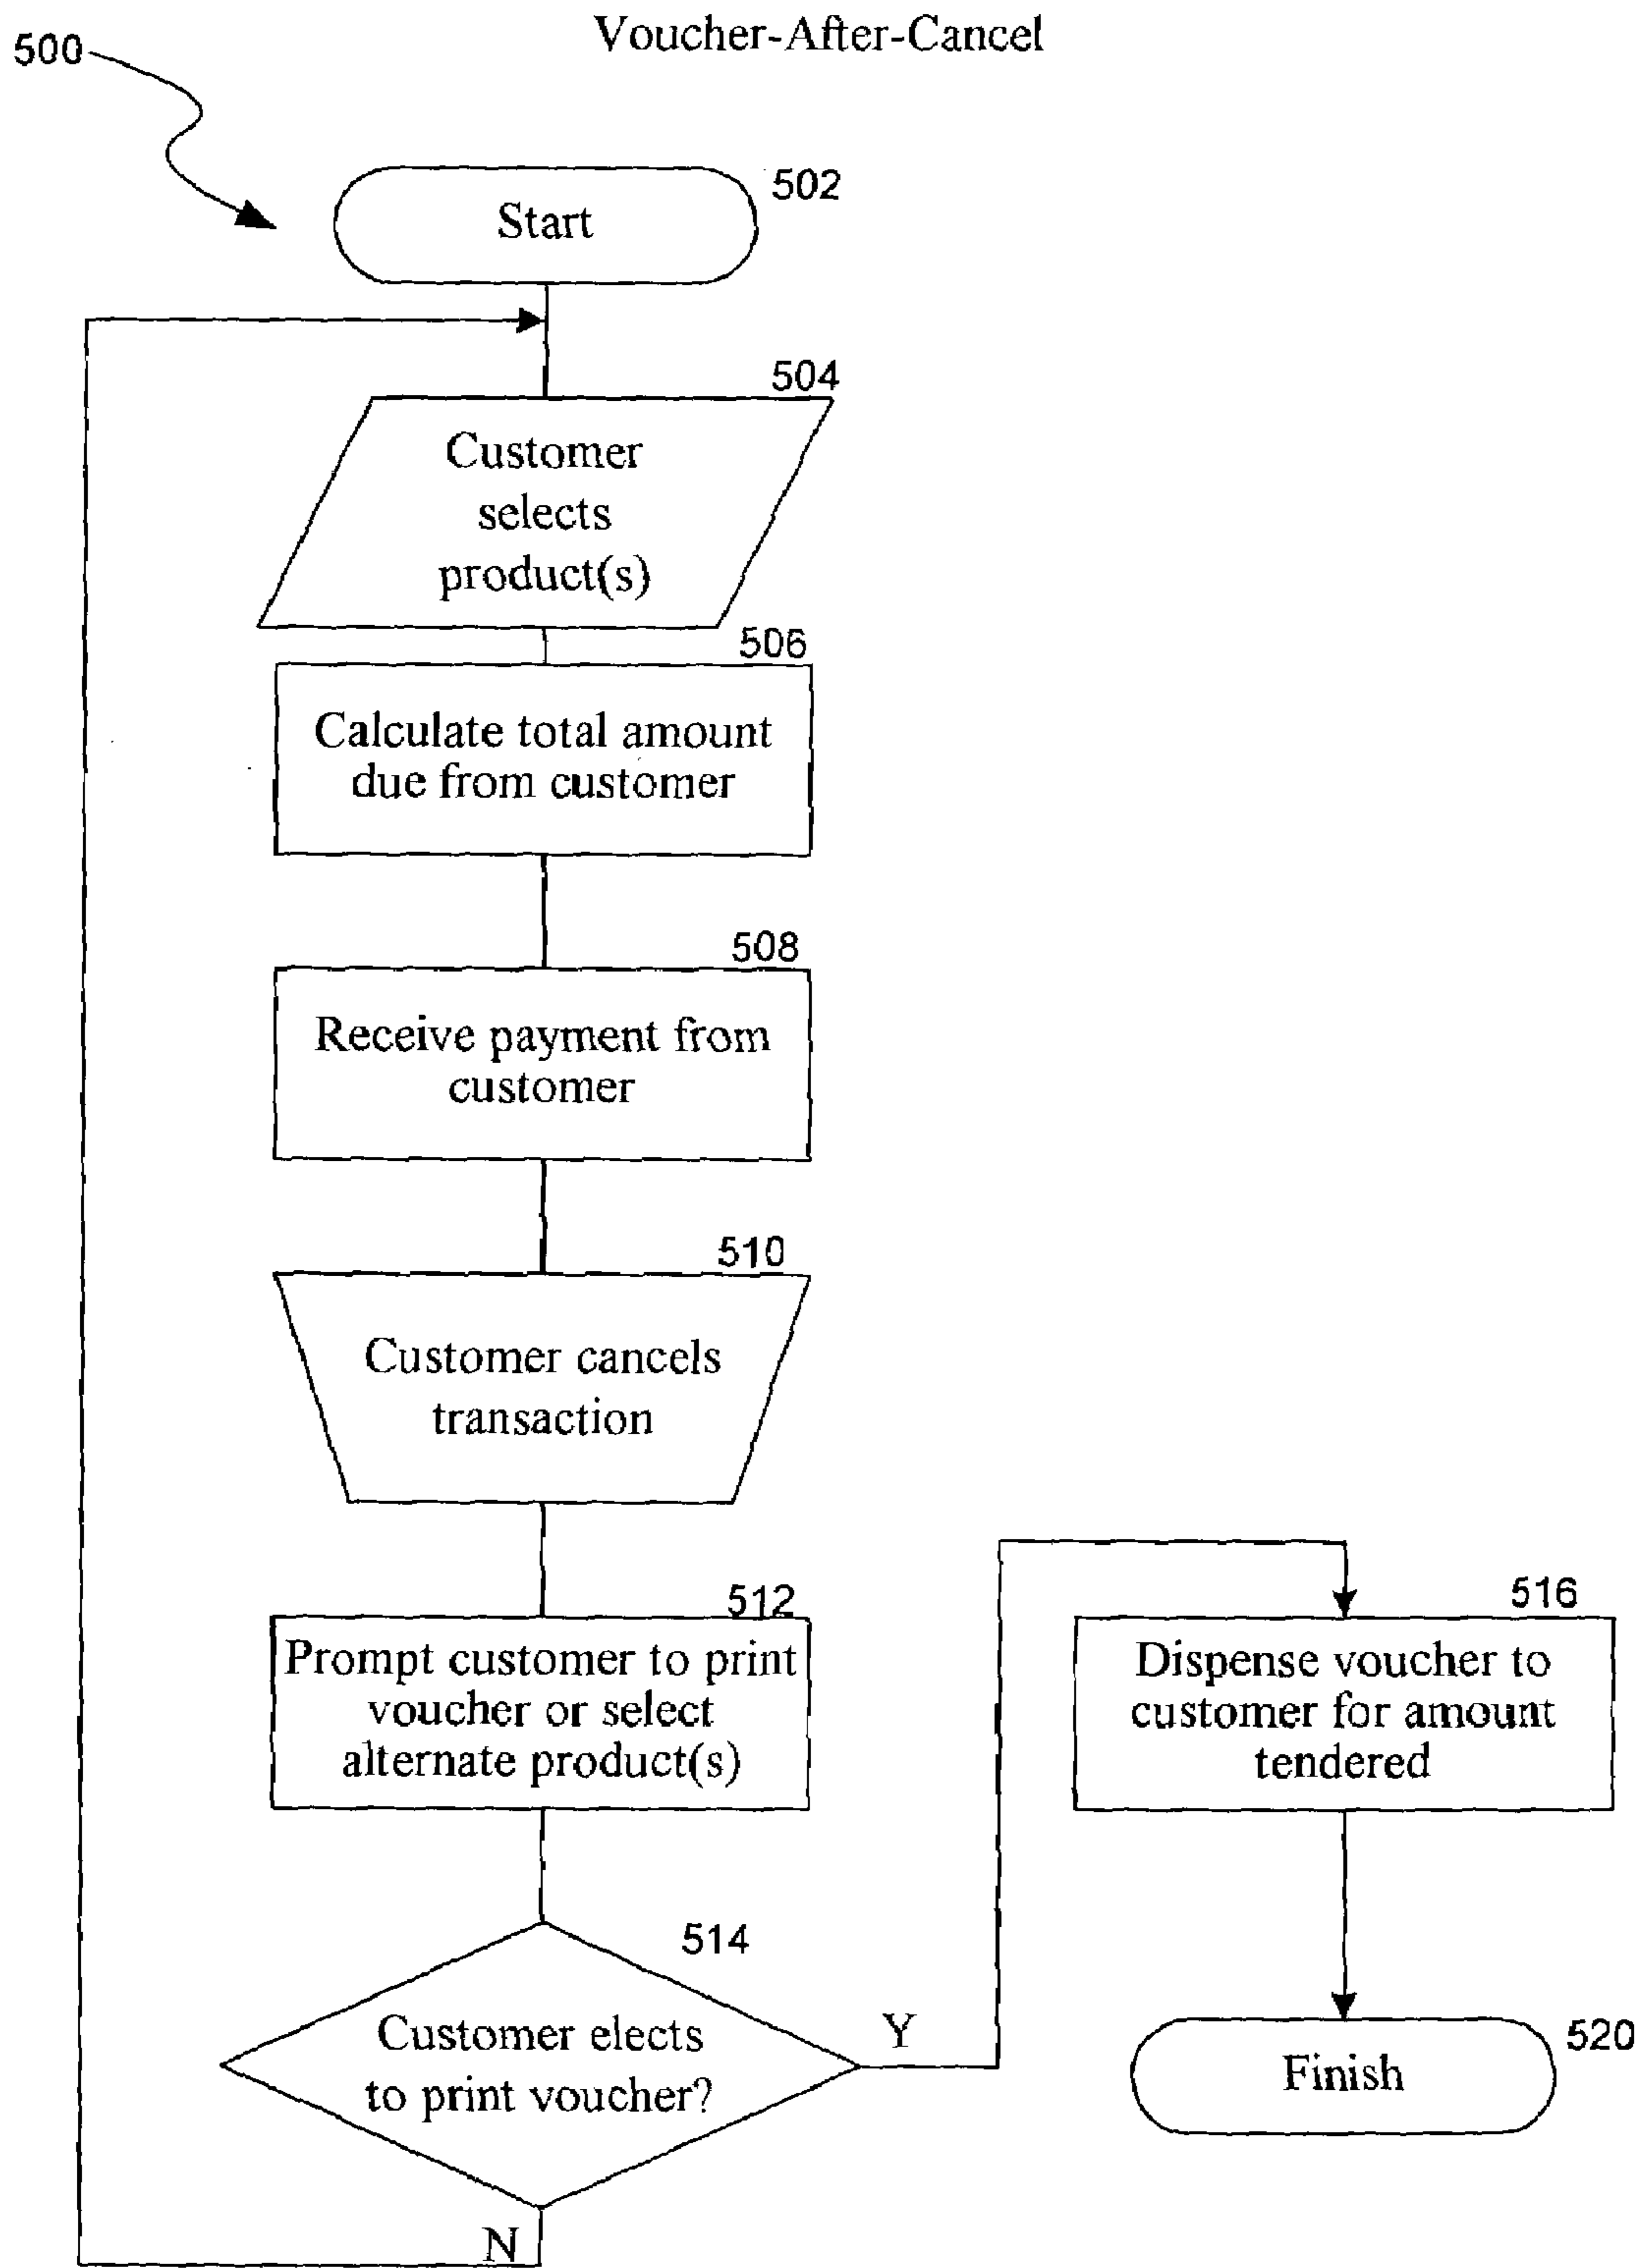 Voucher-After-Cancel
500
502
Start
504
Customer
selects
product(s)
506
Calculate total amount
due from customer
508
Receive payment from
customer
510
Customer cancels
transaction
512
Prompt customer to print
voucher or select
alternate product(s)
514
Customer elects
to print voucher?
Y
N
516
Dispense voucher to
customer for amount
tendered
520
Finish